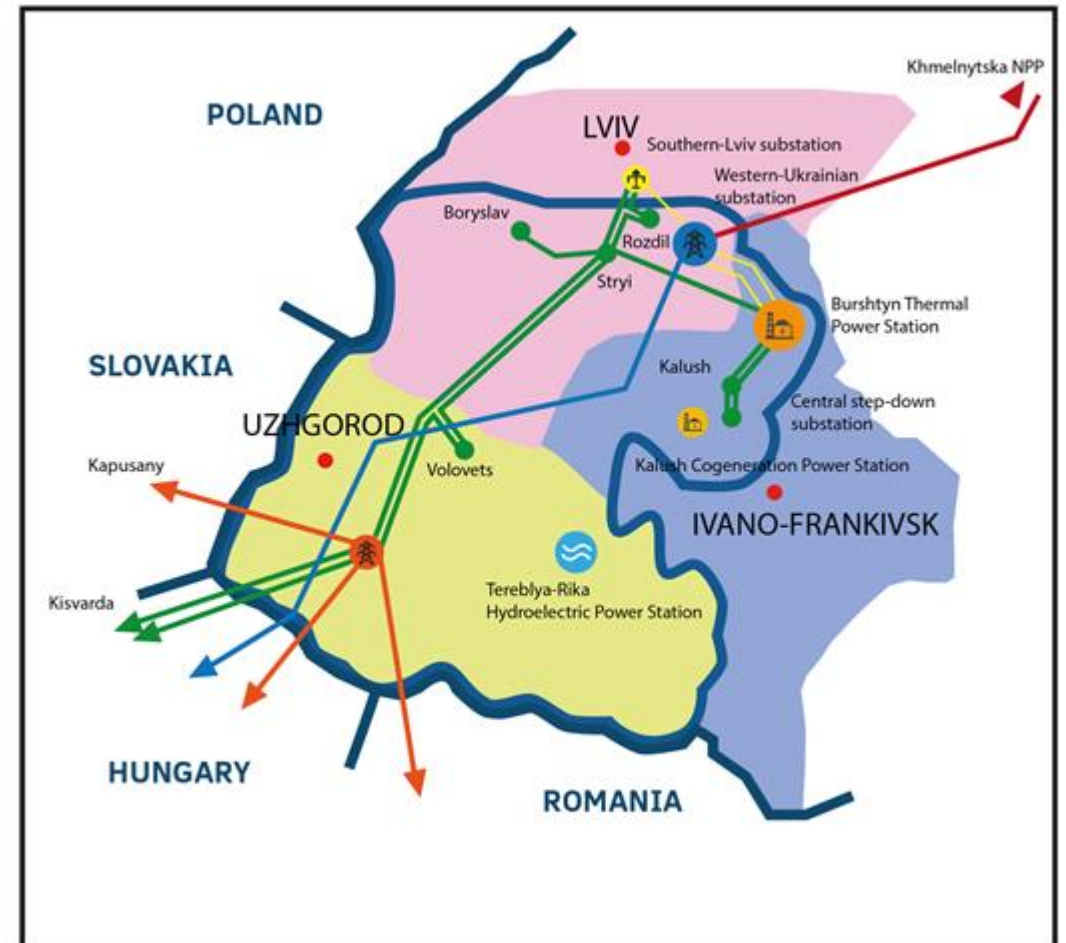 Khmelnytska NPP
POLAND
LVIV
Southern-Lviv substation
Western-Ukrainian
substation
Boryslav
Rozdil
Stryi
Burshtyn Thermal
Power Station
SLOVAKIA
Kalush
Central step-down
substation
UZHGOROD
Kapusany
Volovets
Kalush Cogeneration Power Station
IVANO-FRANKIVSK
Kisvarda
Tereblya-Rika
Hydroelectric Power Station
HUNGARY
ROMANIA